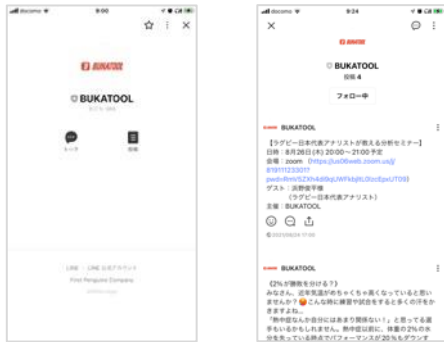 docomo
9:00
BUKATOOL
BUKATOOL
トーク
投稿
LINE
LINE 公式アカウント
First Penguins Company
docomo
9:24
BUKATOOL
BUKATOOL
投稿 4
フォロー中
BUKATOOL
【ラグビー日本代表アナリストが教える分析セミナー】
日時：8月26日(木) 20:00～21:00予定
会場：zoom（https://us06web.zoom.us/j/
ゲスト：浜野俊平様
（ラグビー日本代表アナリスト）
主催：BUKATOOL
BUKATOOL
《2%が勝敗を分ける？》
みなさん、近年気温がめちゃくちゃ高くなっていると思い
ませんか？こんな時に練習や試合をすると多くの汗をか
きますよね…
「熱中症なんか自分にはあまり関係ない！」と思ってる選
手もいるかもしれません。熱中症以前に、体重の2%の水
分を失っている時点でパフォーマンスが20%もダウンす